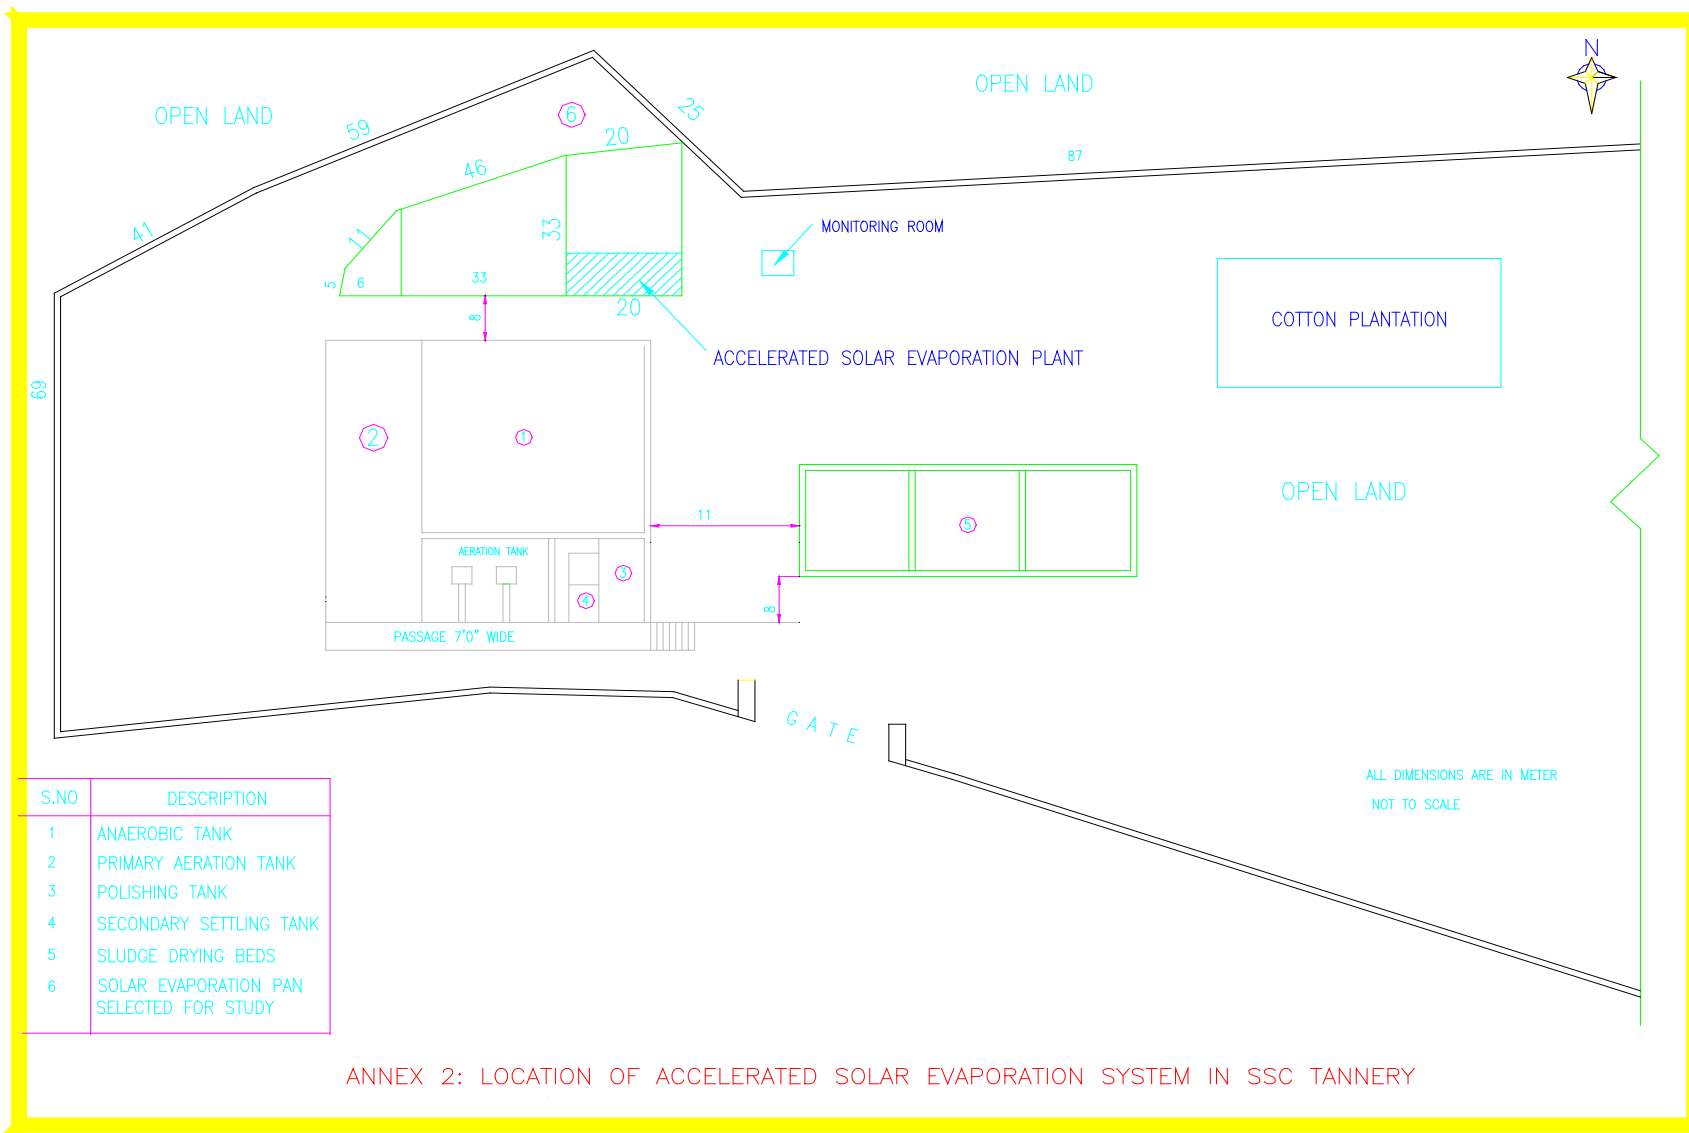 N
OPEN LAND
OPEN LAND
59
6
25
20
87
46
41
11
33
MONITORING ROOM
5
6
33
20
8
COTTON PLANTATION
ACCELERATED SOLAR EVAPORATION PLANT
69
2
1
OPEN LAND
11
5
AERATION TANK
3
4
8
PASSAGE 7'0" WIDE
GATE
ALL DIMENSIONS ARE IN METER
NOT TO SCALE
S.NO DESCRIPTION
1 ANAEROBIC TANK
2 PRIMARY AERATION TANK
3 POLISHING TANK
4 SECONDARY SETTLING TANK
5 SLUDGE DRYING BEDS
6 SOLAR EVAPORATION PAN
SELECTED FOR STUDY
ANNEX 2: LOCATION OF ACCELERATED SOLAR EVAPORATION SYSTEM IN SSC TANNERY